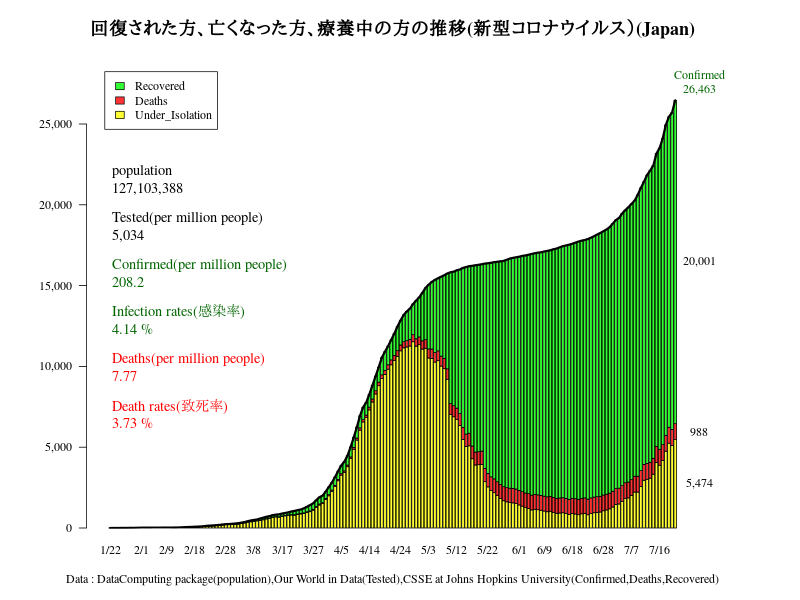 回復された方、亡くなった方、療養中の方の推移(新型コロナウイルス)(Japan)
Confirmed
26,463
Recovered
Deaths
Under_Isolation
25,000
20,000
15,000
10,000
5,000
0
population
127,103,388
Tested(per million people)
5,034
Confirmed(per million people)
208.2
Infection rates(感染率)
4.14 %
Deaths(per million people)
7.77
Death rates(致死率)
3.73 %
20,001
988
5,474
1/22 2/1 2/9 2/18 2/28 3/8 3/17 3/27 4/5 4/14 4/24 5/3 5/12 5/22 6/1 6/9 6/18 6/28 7/7 7/16
Data : DataComputing package(population),Our World in Data(Tested),CSSE at Johns Hopkins University(Confirmed,Deaths,Recovered)